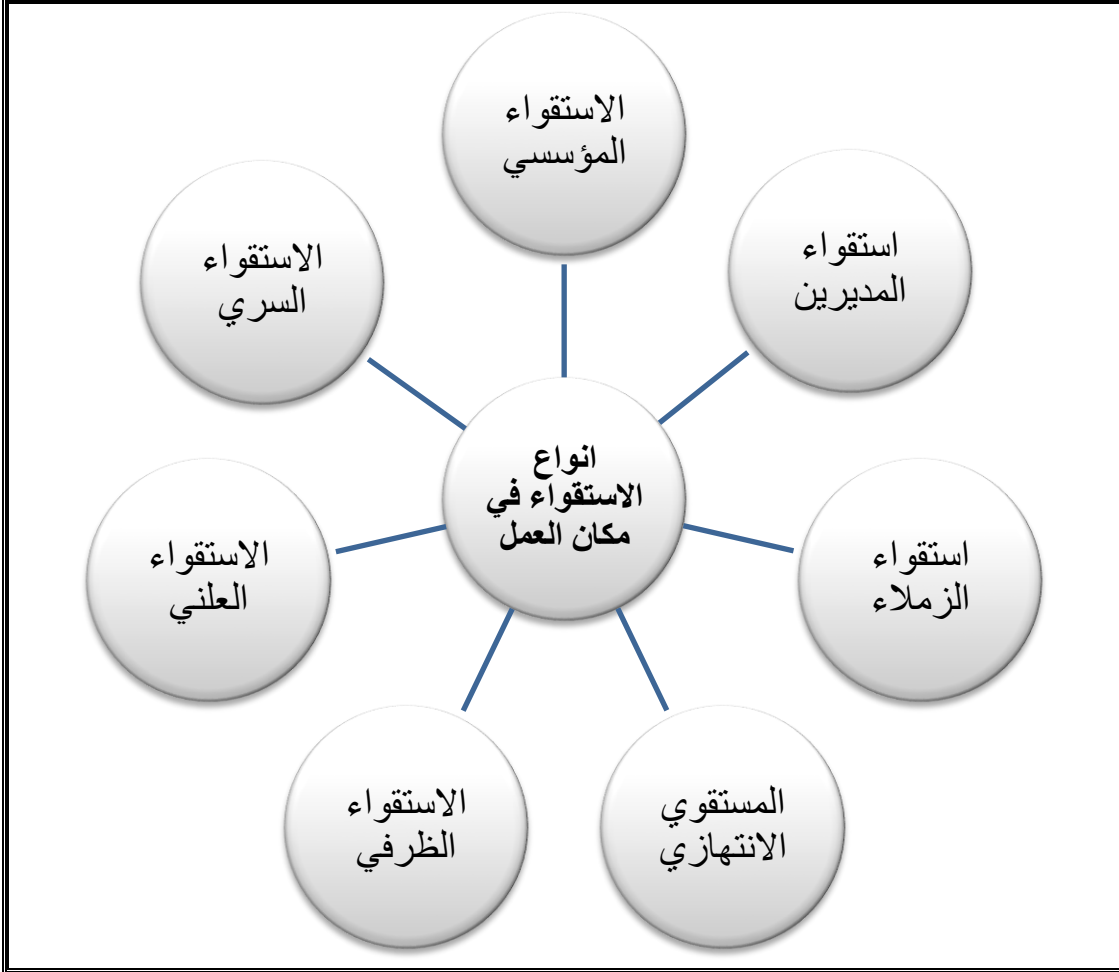 الاستقواء
المؤسسي
استقواء
المديرين
استقواء
الزملاء
المستقوي
الانتهازي
الاستقواء
الظرفي
الاستقواء
العلني
الاستقواء
السري
انواع
الاستقواء في
مكان العمل